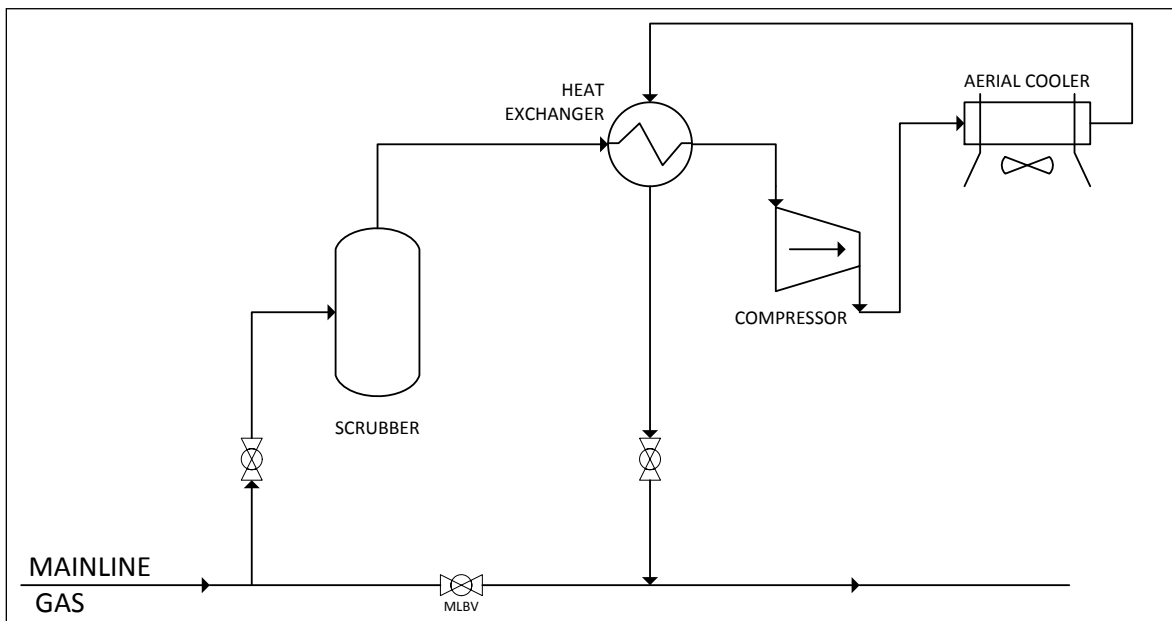 HEAT
EXCHANGER
AERIAL COOLER
COMPRESSOR
SCRUBBER
MAINLINE
GAS
MLBV